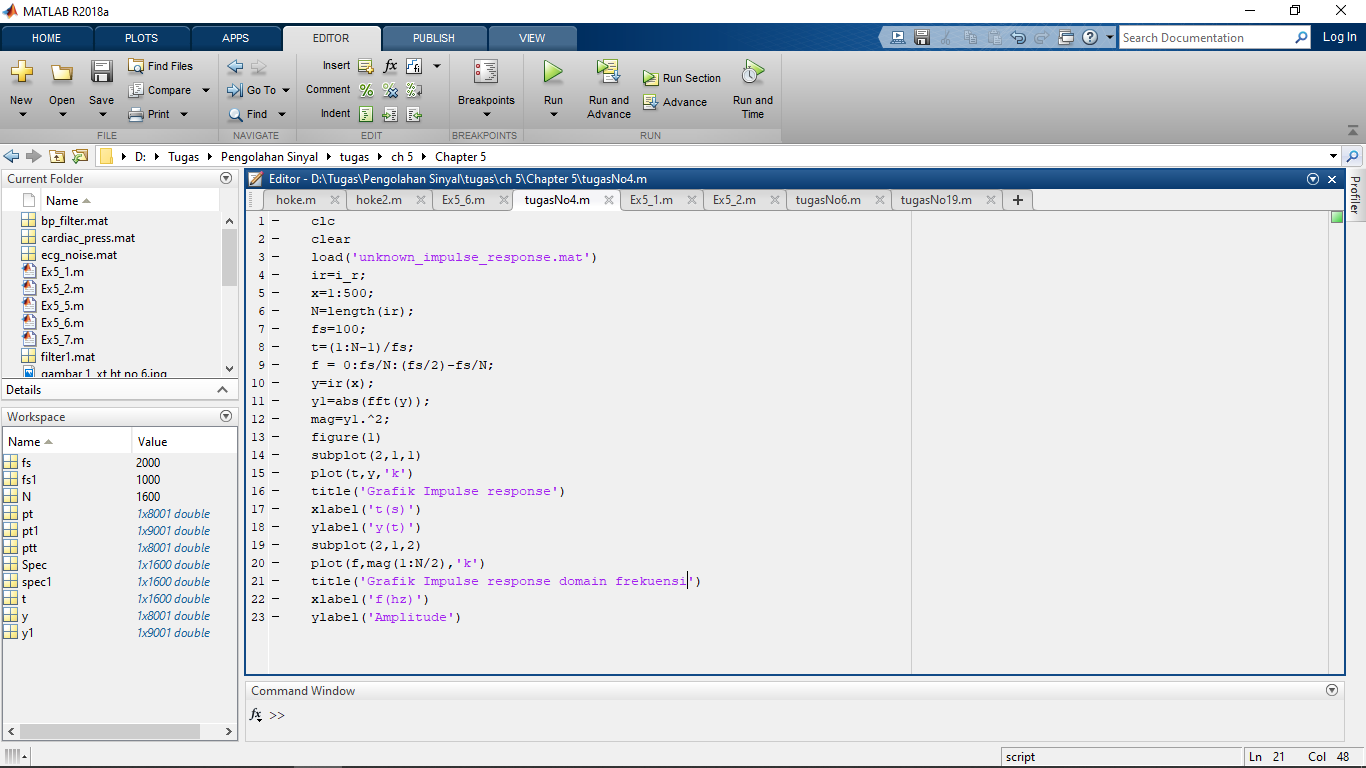 MATLAB R2018a
HOME PLOTS APPS EDITOR PUBLISH VIEW
Search Documentation
Log In
New
Open
Save
Find Files
Compare
Print
FILE
Go To
Find
NAVIGATE
Insert
Comment
Indent
EDIT
Breakpoints
BREAKPOINTS
Run
Run and
Advance
Run Section
Advance
Run and
Time
RUN
D: Tugas Pengolahan Sinyal tugas ch 5 Chapter 5
Current Folder
Name
bp_filter.mat
cardiac_press.mat
ecg_noise.mat
Ex5_1.m
Ex5_2.m
Ex5_5.m
Ex5_6.m
Ex5_7.m
filter1.mat
gambar 1 xt ht no 6.jpg
Details
Workspace
Name Value
fs 2000
fs1 1000
N 1600
pt 1x8001 double
pt1 1x9001 double
ptt 1x8001 double
Spec 1x1600 double
spec1 1x1600 double
t 1x1600 double
y 1x8001 double
y1 1x9001 double
Editor - D:\Tugas\Pengolahan Sinyal\tugas\ch 5\Chapter 5\tugasNo4.m
hoke.m hoke2.m Ex5_6.m tugasNo4.m Ex5_1.m Ex5_2.m tugasNo6.m tugasNo19.m
1 clc
2 clear
3 load('unknown_impulse_response.mat')
4 ir=i_r;
5 x=1:500;
6 N=length(ir);
7 fs=100;
8 t=(1:N-1)/fs;
9 f = 0:fs/N:(fs/2)-fs/N;
10 y=ir(x);
11 y1=abs(fft(y));
12 mag=y1.^2;
13 figure(1)
14 subplot(2,1,1)
15 plot(t,y,'k')
16 title('Grafik Impulse response')
17 xlabel('t(s)')
18 ylabel('y(t)')
19 subplot(2,1,2)
20 plot(f,mag(1:N/2),'k')
21 title('Grafik Impulse response domain frekuensi')
22 xlabel('f(hz)')
23 ylabel('Amplitude')
Profiler
Command Window
fx >>
script
Ln 21 Col 48